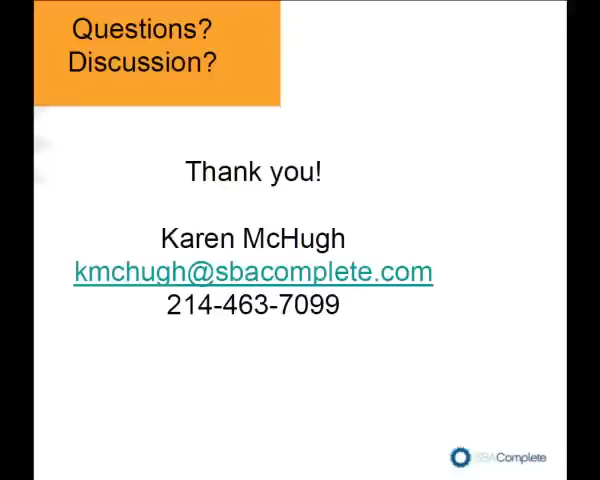 Questions?
Discussion?
Thank you!
Karen McHugh
kmchugh@sbacomplete.com
214-463-7099
SBAComplete